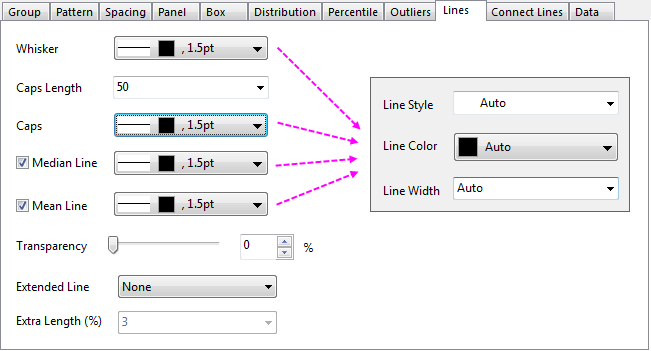 Group Pattern Spacing Panel Box Distribution Percentile Outliers Lines Connect Lines Data
Whisker , 1.5pt
Caps Length 50
Caps , 1.5pt
Median Line , 1.5pt
Mean Line , 1.5pt
Transparency 0 %
Extended Line None
Extra Length (%) 3
Line Style Auto
Line Color Auto
Line Width Auto